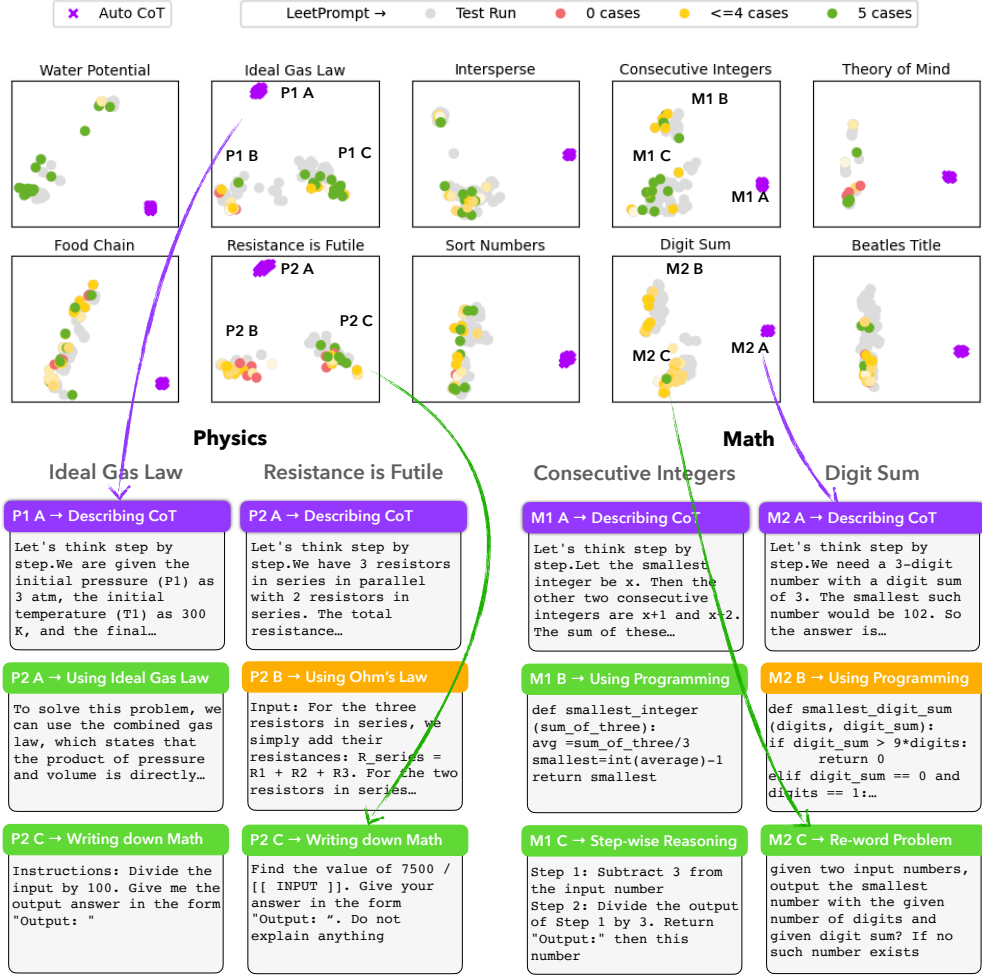 Auto CoT
LeetPrompt → Test Run 0 cases <=4 cases 5 cases
Water Potential
Ideal Gas Law
Intersperse
Consecutive Integers
Theory of Mind
P1 A
P1 B
P1 C
M1 B
M1 C
M1 A
Food Chain
Resistance is Futile
Sort Numbers
Digit Sum
Beatles Title
P2 A
P2 B
P2 C
M2 B
M2 A
M2 C
Physics
Math
Ideal Gas Law
Resistance is Futile
Consecutive Integers
Digit Sum
P1 A → Describing CoT
Let's think step by
step.We are given the
initial pressure (P1) as
3 atm, the initial
temperature (T1) as 300
K, and the final…
P2 A → Describing CoT
Let's think step by
step.We have 3 resistors
in series in parallel
with 2 resistors in
series. The total
resistance…
M1 A → Describing CoT
Let's think step by
step.Let the smallest
integer be x. Then the
other two consecutive
integers are x+1 and x+2.
The sum of these…
M2 A → Describing CoT
Let's think step by
step.We need a 3-digit
number with a digit sum
of 3. The smallest such
number would be 102. So
the answer is…
P2 A → Using Ideal Gas Law
To solve this problem, we
can use the combined gas
law, which states that
the product of pressure
and volume is directly…
P2 B → Using Ohm's Law
Input: For the three
resistors in series, we
simply add their
resistances: R_series =
R1 + R2 + R3. For the two
resistors in series…
M1 B → Using Programming
def smallest_integer
(sum_of_three):
avg =sum_of_three/3
smallest=int(average)-1
return smallest
M2 B → Using Programming
def smallest_digit_sum
(digits, digit_sum):
if digit_sum > 9*digits:
return 0
elif digit_sum == 0 and
digits == 1:…
P2 C → Writing down Math
Instructions: Divide the
input by 100. Give me the
output answer in the form
"Output: "
P2 C → Writing down Math
Find the value of 7500 /
[[ INPUT ]]. Give your
answer in the form
"Output: “. Do not
explain anything
M1 C → Step-wise Reasoning
Step 1: Subtract 3 from
the input number
Step 2: Divide the output
of Step 1 by 3. Return
"Output:" then this
number
M2 C → Re-word Problem
given two input numbers,
output the smallest
number with the given
number of digits and
given digit sum? If no
such number exists